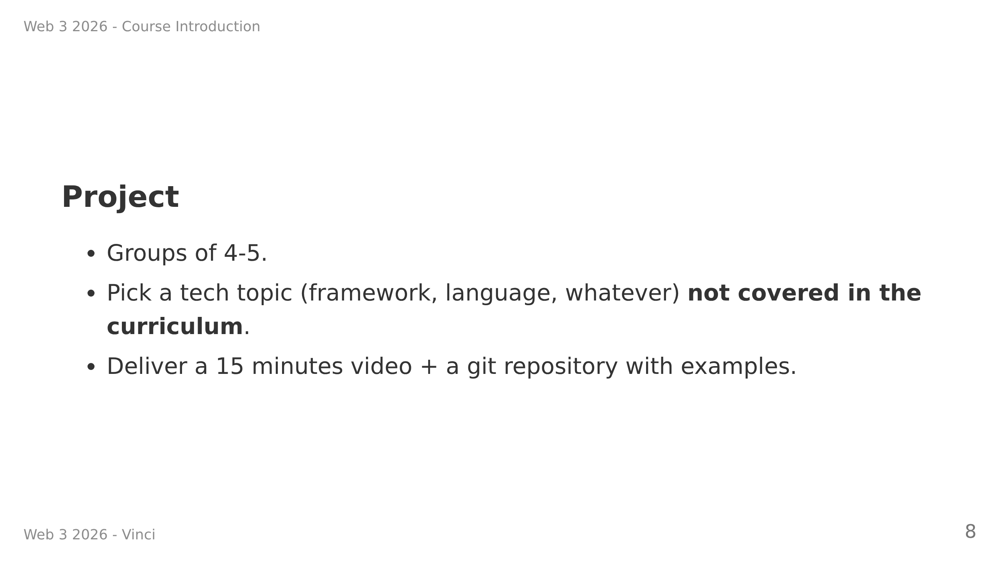 Web 3 2026 - Course Introduction
Project
• Groups of 4-5.
• Pick a tech topic (framework, language, whatever) not covered in the
curriculum.
• Deliver a 15 minutes video + a git repository with examples.
Web 3 2026 - Vinci
8